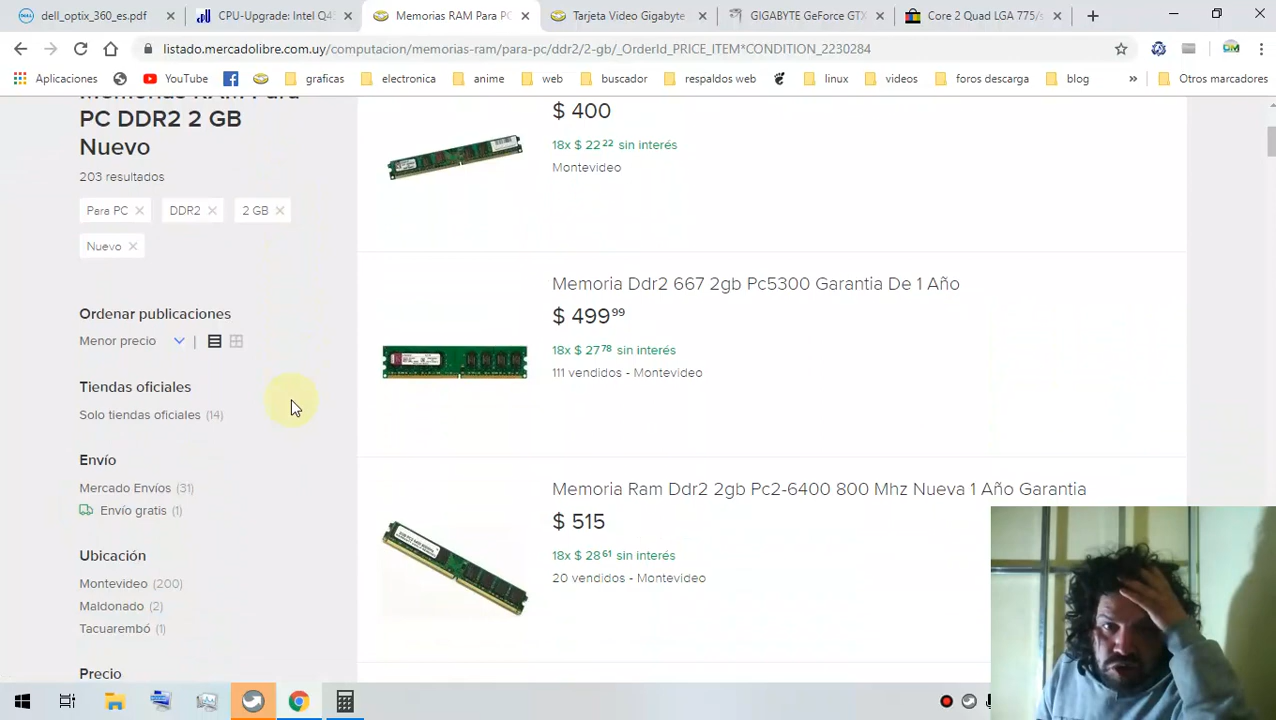 dell_optix_360_es.pdf
CPU-Upgrade: Intel Q4
Memorias RAM Para PC
Tarjeta Video Gigabyte
GIGABYTE GeForce GTX
Core 2 Quad LGA 775/s
listado.mercadolibre.com.uy/computacion/memorias-ram/para-pc/ddr2/2-gb/_OrderId_PRICE_ITEM*CONDITION_2230284
Aplicaciones YouTube graficas electronica anime web buscador respaldos web linux videos foros descarga blog » Otros marcadores
Memorias RAM Para
PC DDR2 2 GB
Nuevo
203 resultados
Para PC × DDR2 × 2 GB ×
Nuevo ×
Ordenar publicaciones
Menor precio
Tiendas oficiales
Solo tiendas oficiales (14)
Envío
Mercado Envíos (31)
Envío gratis (1)
Ubicación
Montevideo (200)
Maldonado (2)
Tacuarembó (1)
Precio
$ 400
18x $ 22 22 sin interés
Montevideo
Memoria Ddr2 667 2gb Pc5300 Garantia De 1 Año
$ 499 99
18x $ 27 78 sin interés
111 vendidos - Montevideo
Memoria Ram Ddr2 2gb Pc2-6400 800 Mhz Nueva 1 Año Garantia
$ 515
18x $ 28 61 sin interés
20 vendidos - Montevideo